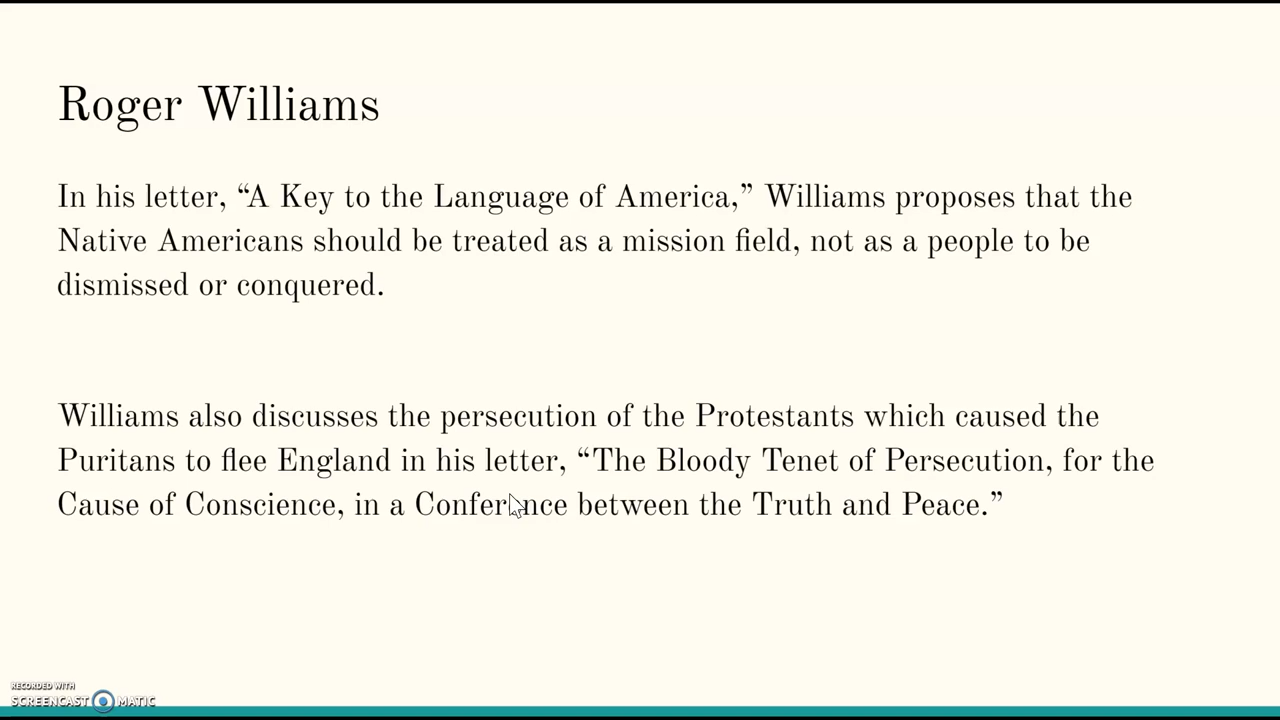 Roger Williams
In his letter, “A Key to the Language of America,” Williams proposes that the
Native Americans should be treated as a mission field, not as a people to be
dismissed or conquered.
Williams also discusses the persecution of the Protestants which caused the
Puritans to flee England in his letter, “The Bloody Tenet of Persecution, for the
Cause of Conscience, in a Conference between the Truth and Peace.”
RECORDED WITH
SCREENCAST MATIC